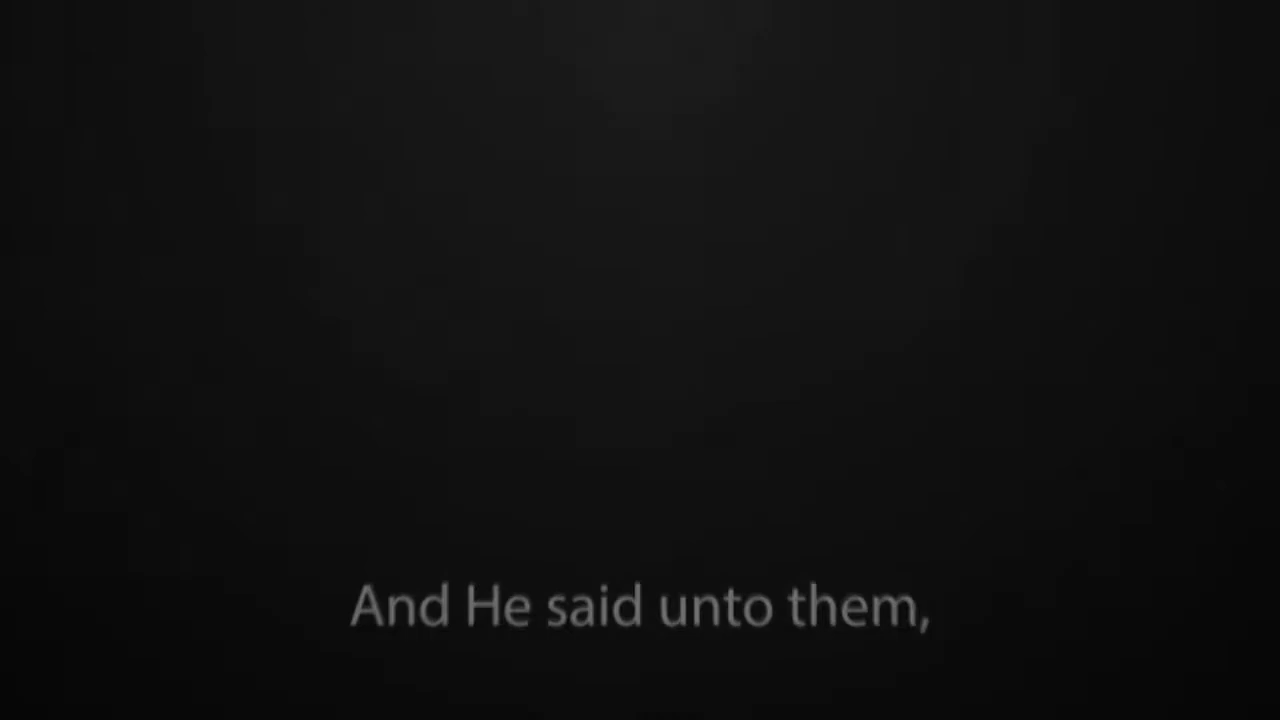 And He said unto them,